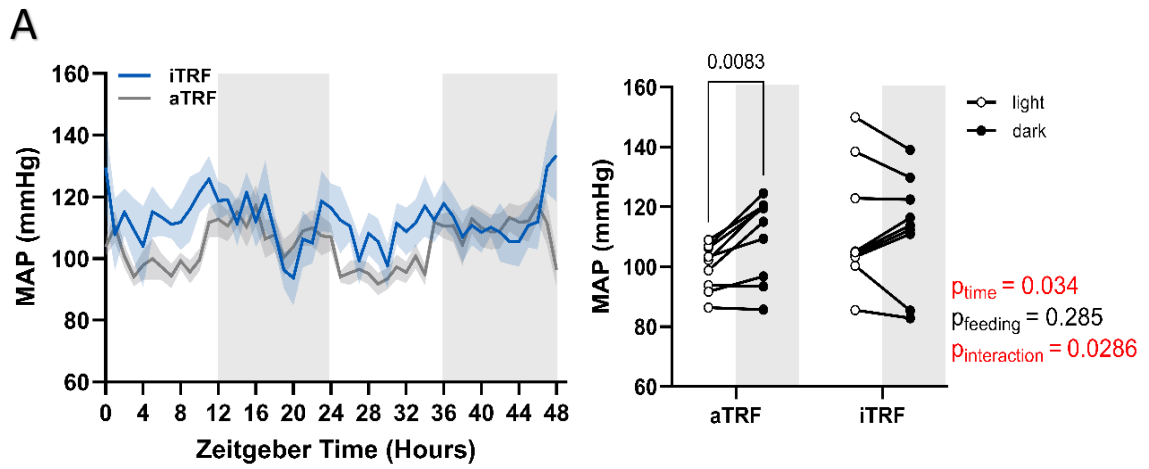 A
160
140
120
100
80
60
MAP (mmHg)
iTRF
aTRF
0 4 8 12 16 20 24 28 32 36 40 44 48
Zeitgeber Time (Hours)
0.0083
160
140
120
100
80
60
MAP (mmHg)
aTRF iTRF
light
dark
ptime = 0.034
pfeeding = 0.285
pinteraction = 0.0286